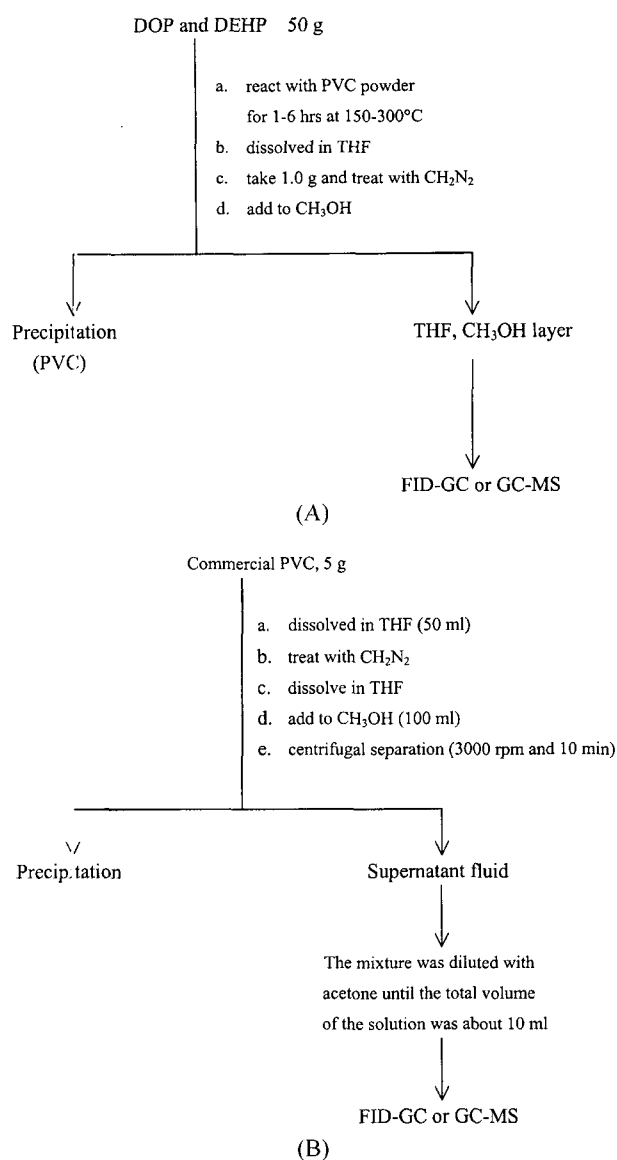 DOP and DEHP 50 g
a. react with PVC powder
for 1-6 hrs at 150-300°C
b. dissolved in THF
c. take 1.0 g and treat with CH₂N₂
d. add to CH₃OH
Precipitation
(PVC)
THF, CH₃OH layer
FID-GC or GC-MS
(A)
Commercial PVC, 5 g
a. dissolved in THF (50 ml)
b. treat with CH₂N₂
c. dissolve in THF
d. add to CH₃OH (100 ml)
e. centrifugal separation (3000 rpm and 10 min)
Precipitation
Supernatant fluid
The mixture was diluted with
acetone until the total volume
of the solution was about 10 ml
FID-GC or GC-MS
(B)